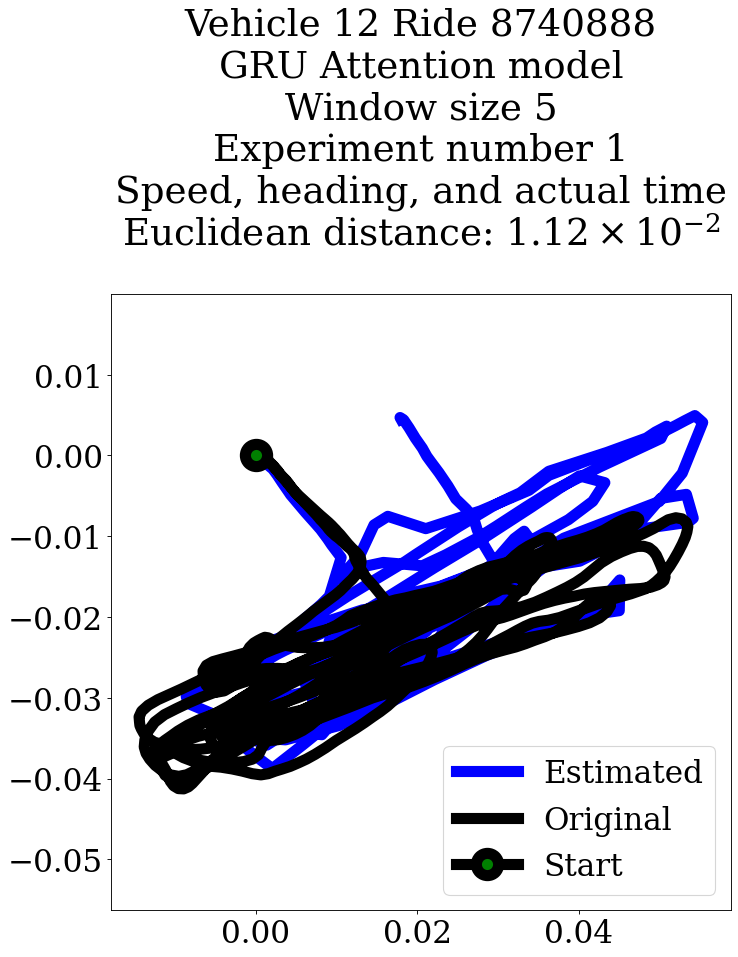 Vehicle 12 Ride 8740888
GRU Attention model
Window size 5
Experiment number 1
Speed, heading, and actual time
Euclidean distance: 1.12 × 10⁻²
0.01
0.00
−0.01
−0.02
−0.03
−0.04
−0.05
Estimated
Original
Start
0.00 0.02 0.04